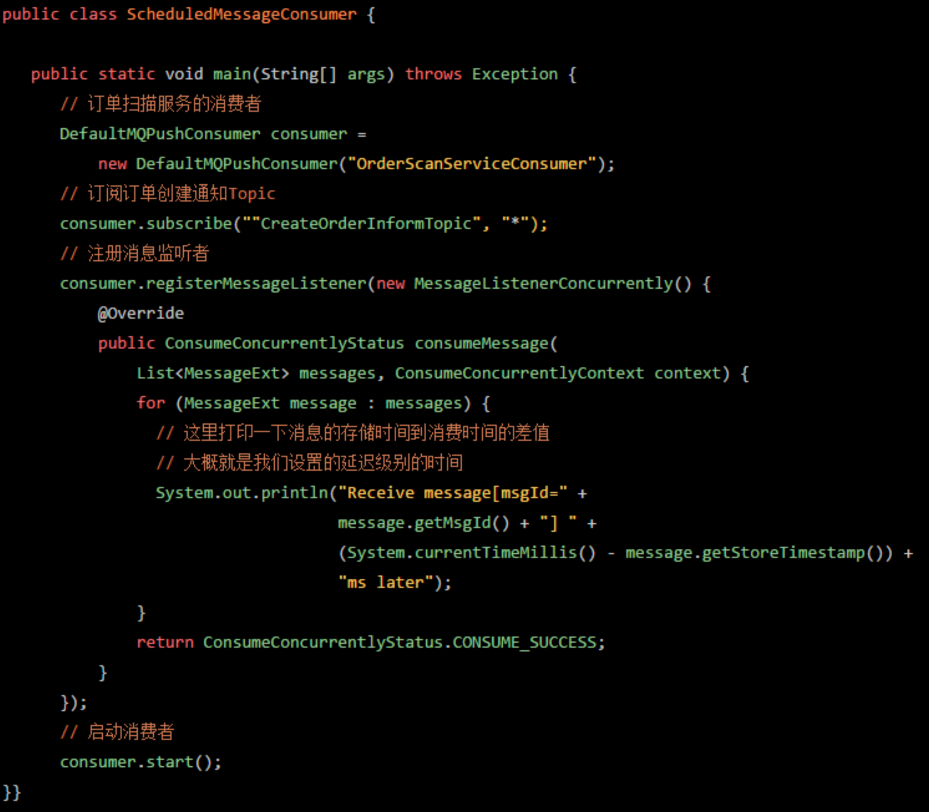 public class ScheduledMessageConsumer {
public static void main(String[] args) throws Exception {
// 订单扫描服务的消费者
DefaultMQPushConsumer consumer =
new DefaultMQPushConsumer("OrderScanServiceConsumer");
// 订阅订单创建通知Topic
consumer.subscribe(""CreateOrderInformTopic", "*");
// 注册消息监听者
consumer.registerMessageListener(new MessageListenerConcurrently() {
@Override
public ConsumeConcurrentlyStatus consumeMessage(
List<MessageExt> messages, ConsumeConcurrentlyContext context) {
for (MessageExt message : messages) {
// 这里打印一下消息的存储时间到消费时间的差值
// 大概就是我们设置的延迟级别的时间
System.out.println("Receive message[msgId=" +
message.getMsgId() + "] " +
(System.currentTimeMillis() - message.getStoreTimestamp()) +
"ms later");
}
return ConsumeConcurrentlyStatus.CONSUME_SUCCESS;
}
});
// 启动消费者
consumer.start();
}}